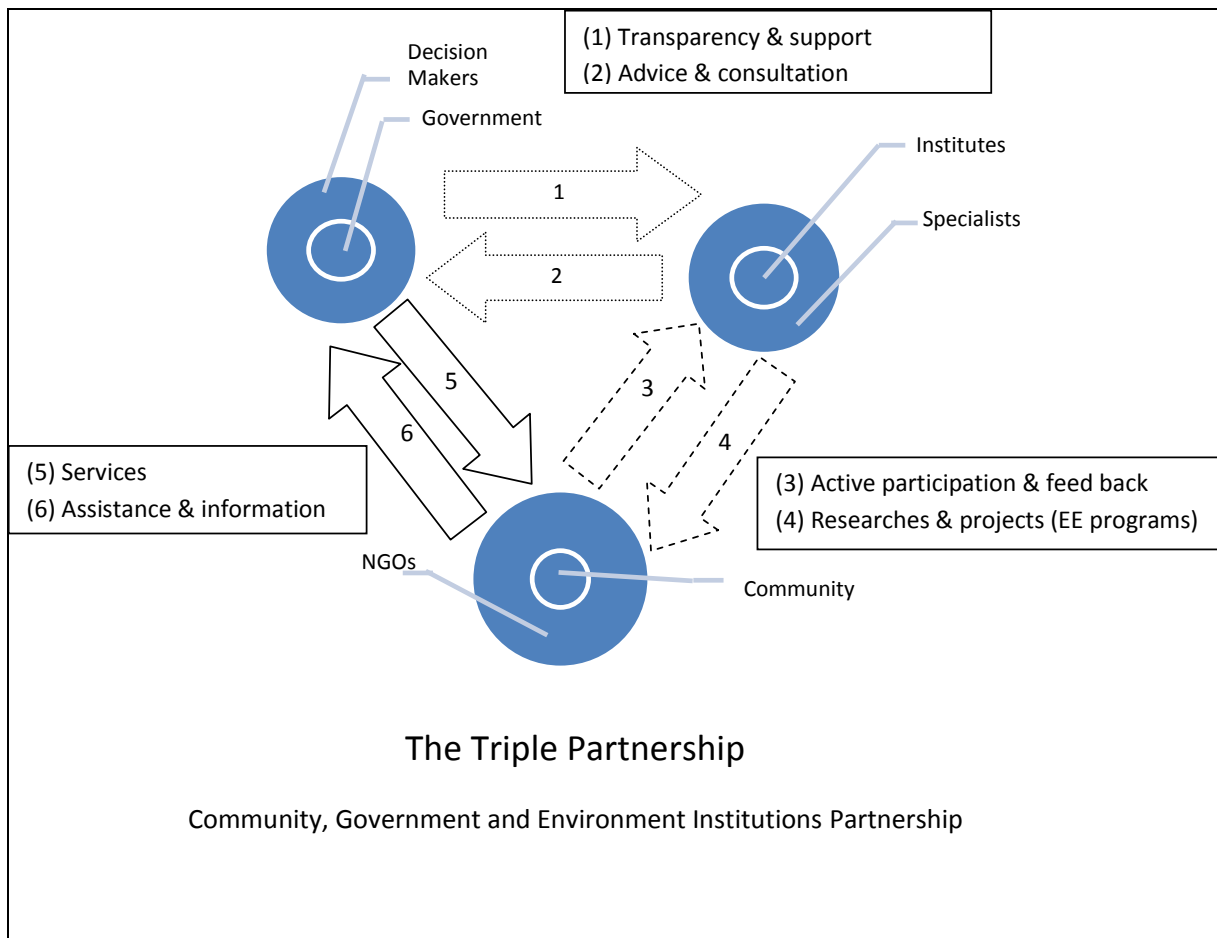 Decision
Makers
Government
(1) Transparency & support
(2) Advice & consultation
Institutes
Specialists
1
2
3
4
5
6
(5) Services
(6) Assistance & information
(3) Active participation & feed back
(4) Researches & projects (EE programs)
NGOs
Community
The Triple Partnership
Community, Government and Environment Institutions Partnership